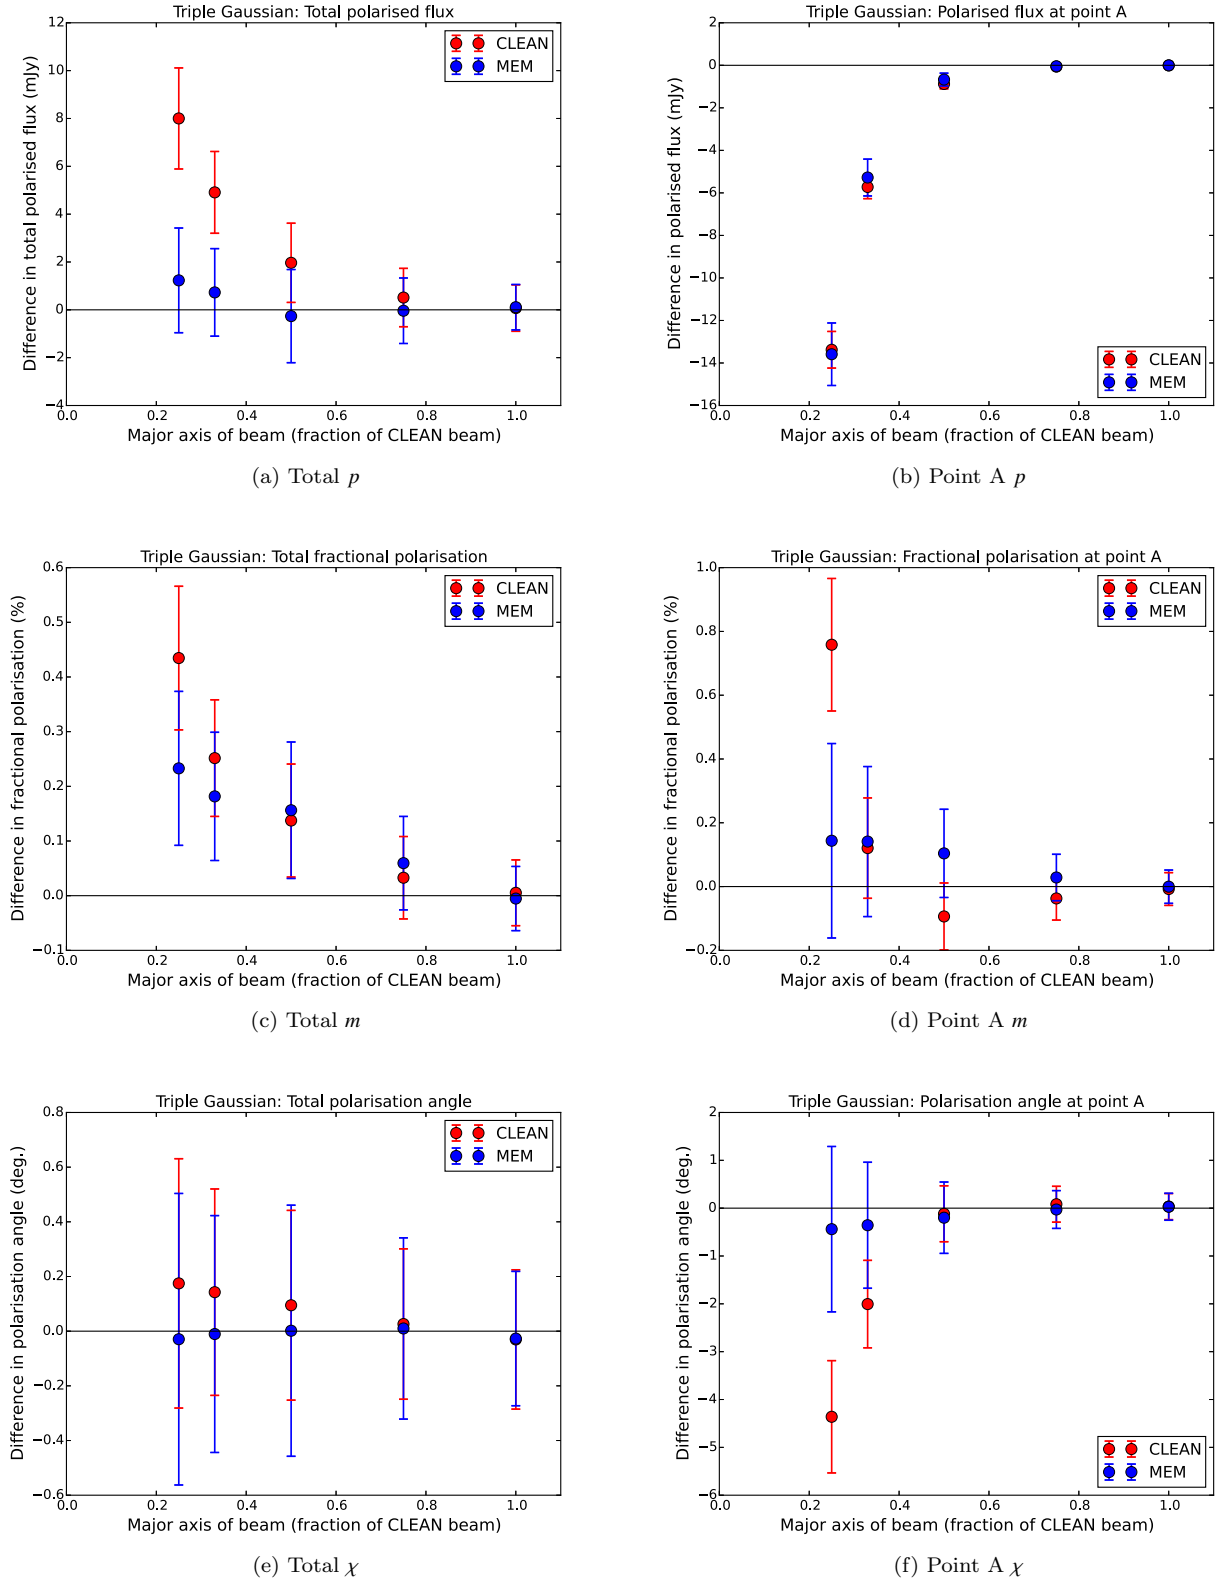 Triple Gaussian: Total polarised flux
Difference in total polarised flux (mJy)
12
10
8
6
4
2
0
−2
−4
0.0 0.2 0.4 0.6 0.8 1.0
Major axis of beam (fraction of CLEAN beam)
CLEAN
MEM
(a) Total p
Triple Gaussian: Polarised flux at point A
Difference in polarised flux (mJy)
2
0
−2
−4
−6
−8
−10
−12
−14
−16
0.0 0.2 0.4 0.6 0.8 1.0
Major axis of beam (fraction of CLEAN beam)
CLEAN
MEM
(b) Point A p
Triple Gaussian: Total fractional polarisation
Difference in fractional polarisation (%)
0.6
0.5
0.4
0.3
0.2
0.1
0.0
−0.1
0.0 0.2 0.4 0.6 0.8 1.0
Major axis of beam (fraction of CLEAN beam)
CLEAN
MEM
(c) Total m
Triple Gaussian: Fractional polarisation at point A
Difference in fractional polarisation (%)
1.0
0.8
0.6
0.4
0.2
0.0
−0.2
0.0 0.2 0.4 0.6 0.8 1.0
Major axis of beam (fraction of CLEAN beam)
CLEAN
MEM
(d) Point A m
Triple Gaussian: Total polarisation angle
Difference in polarisation angle (deg.)
0.8
0.6
0.4
0.2
0.0
−0.2
−0.4
−0.6
0.0 0.2 0.4 0.6 0.8 1.0
Major axis of beam (fraction of CLEAN beam)
CLEAN
MEM
(e) Total χ
Triple Gaussian: Polarisation angle at point A
Difference in polarisation angle (deg.)
2
1
0
−1
−2
−3
−4
−5
−6
0.0 0.2 0.4 0.6 0.8 1.0
Major axis of beam (fraction of CLEAN beam)
CLEAN
MEM
(f) Point A χ